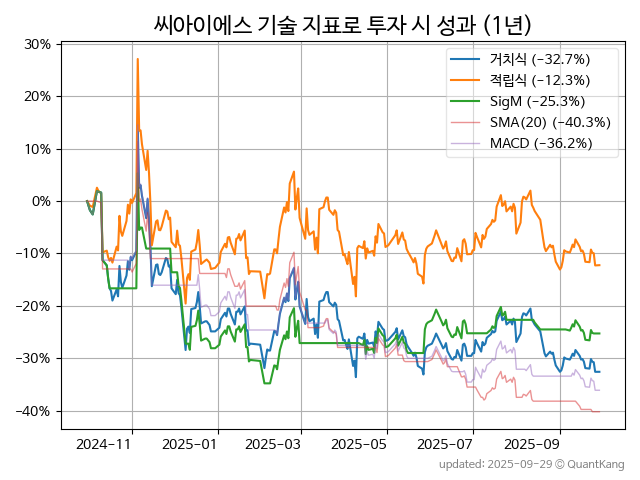 씨아이에스 기술 지표로 투자 시 성과 (1년)
30%
20%
10%
0%
−10%
−20%
−30%
−40%
거치식 (−32.7%)
적립식 (−12.3%)
SigM (−25.3%)
SMA(20) (−40.3%)
MACD (−36.2%)
2024-11
2025-01
2025-03
2025-05
2025-07
2025-09
updated: 2025-09-29 © QuantKang